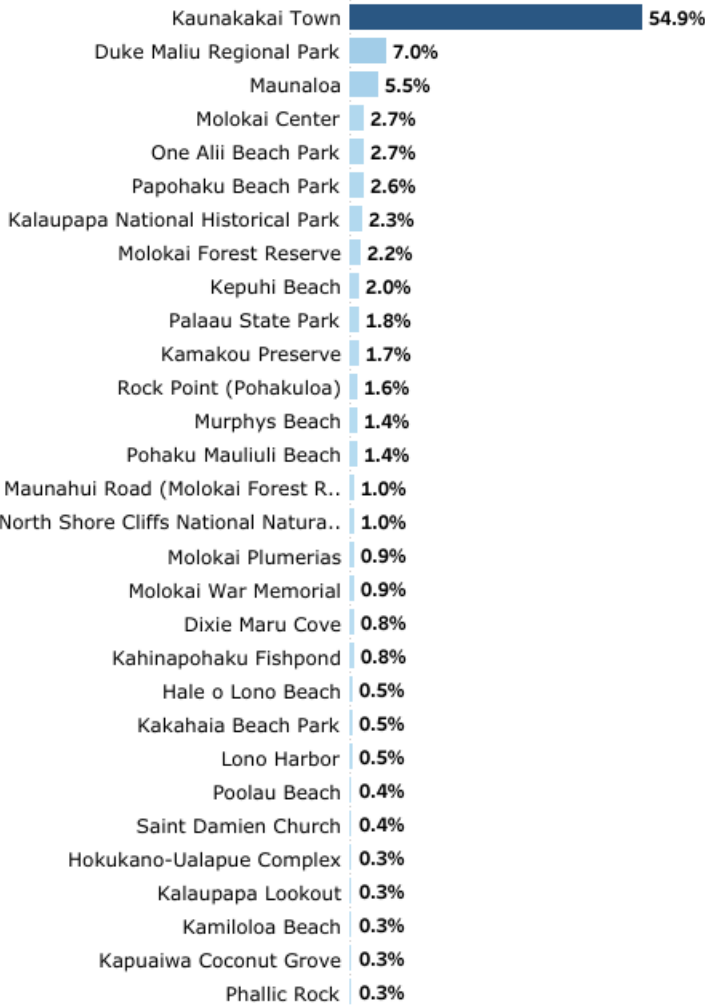 Kaunakakai Town 54.9%
Duke Maliu Regional Park 7.0%
Maunaloa 5.5%
Molokai Center 2.7%
One Alii Beach Park 2.7%
Papohaku Beach Park 2.6%
Kalaupapa National Historical Park 2.3%
Molokai Forest Reserve 2.2%
Kepuhi Beach 2.0%
Palaau State Park 1.8%
Kamakou Preserve 1.7%
Rock Point (Pohakuloa) 1.6%
Murphys Beach 1.4%
Pohaku Mauliuli Beach 1.4%
Maunahui Road (Molokai Forest R.. 1.0%
North Shore Cliffs National Natura.. 1.0%
Molokai Plumerias 0.9%
Molokai War Memorial 0.9%
Dixie Maru Cove 0.8%
Kahinapohaku Fishpond 0.8%
Hale o Lono Beach 0.5%
Kakahaia Beach Park 0.5%
Lono Harbor 0.5%
Poolau Beach 0.4%
Saint Damien Church 0.4%
Hokukano-Ualapue Complex 0.3%
Kalaupapa Lookout 0.3%
Kamiloloa Beach 0.3%
Kapuaiwa Coconut Grove 0.3%
Phallic Rock 0.3%